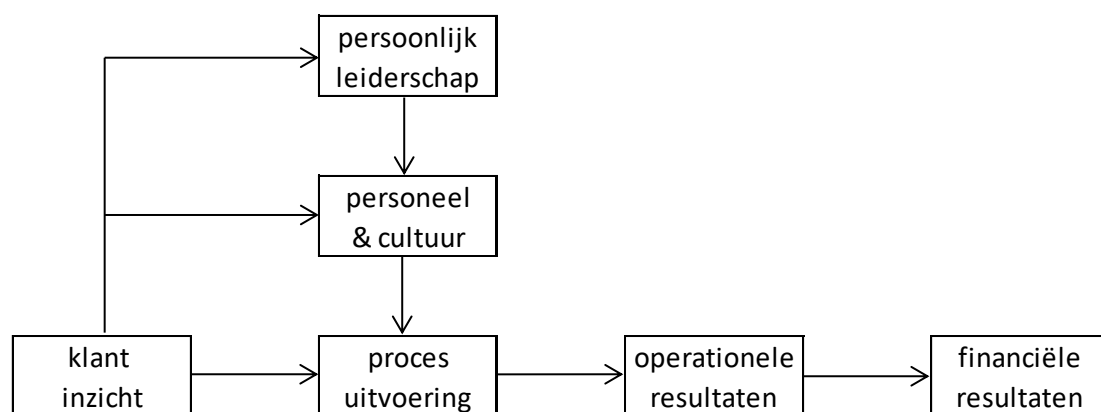 persoonlijk
leiderschap
personeel
& cultuur
klant
inzicht
proces
uitvoering
operationele
resultaten
financiële
resultaten